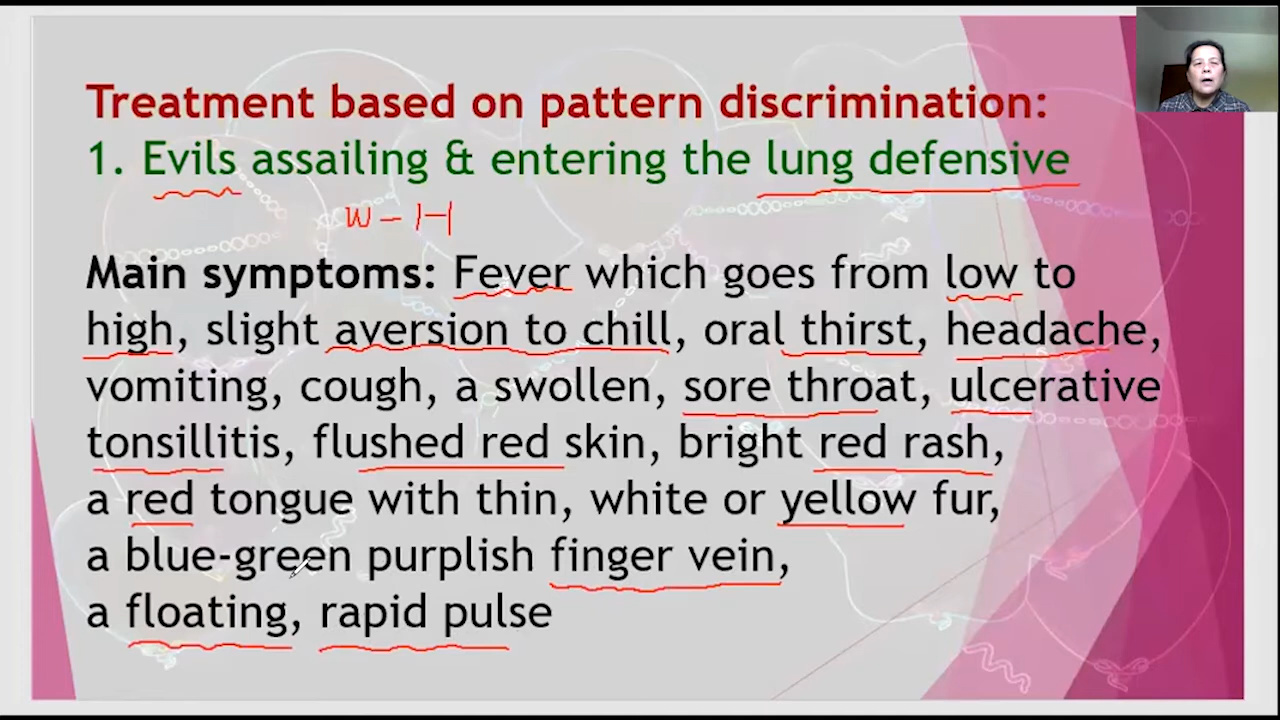 Treatment based on pattern discrimination:
1. Evils assailing & entering the lung defensive
W - H
Main symptoms: Fever which goes from low to
high, slight aversion to chill, oral thirst, headache,
vomiting, cough, a swollen, sore throat, ulcerative
tonsillitis, flushed red skin, bright red rash,
a red tongue with thin, white or yellow fur,
a blue-green purplish finger vein,
a floating, rapid pulse